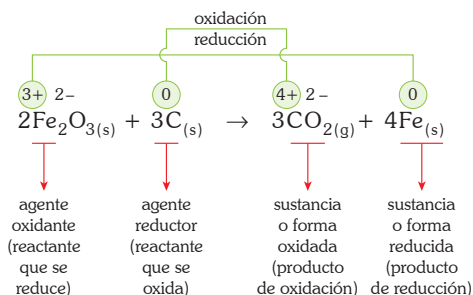 oxidación
reducción
3+ 2– 0 4+ 2– 0
2Fe₂O₃(s) + 3C(s) → 3CO₂(g) + 4Fe(s)
agente
oxidante
(reactante
que se
reduce)
agente
reductor
(reactante
que se
oxida)
sustancia
o forma
oxidada
(producto
de oxidación)
sustancia
o forma
reducida
(producto
de reducción)